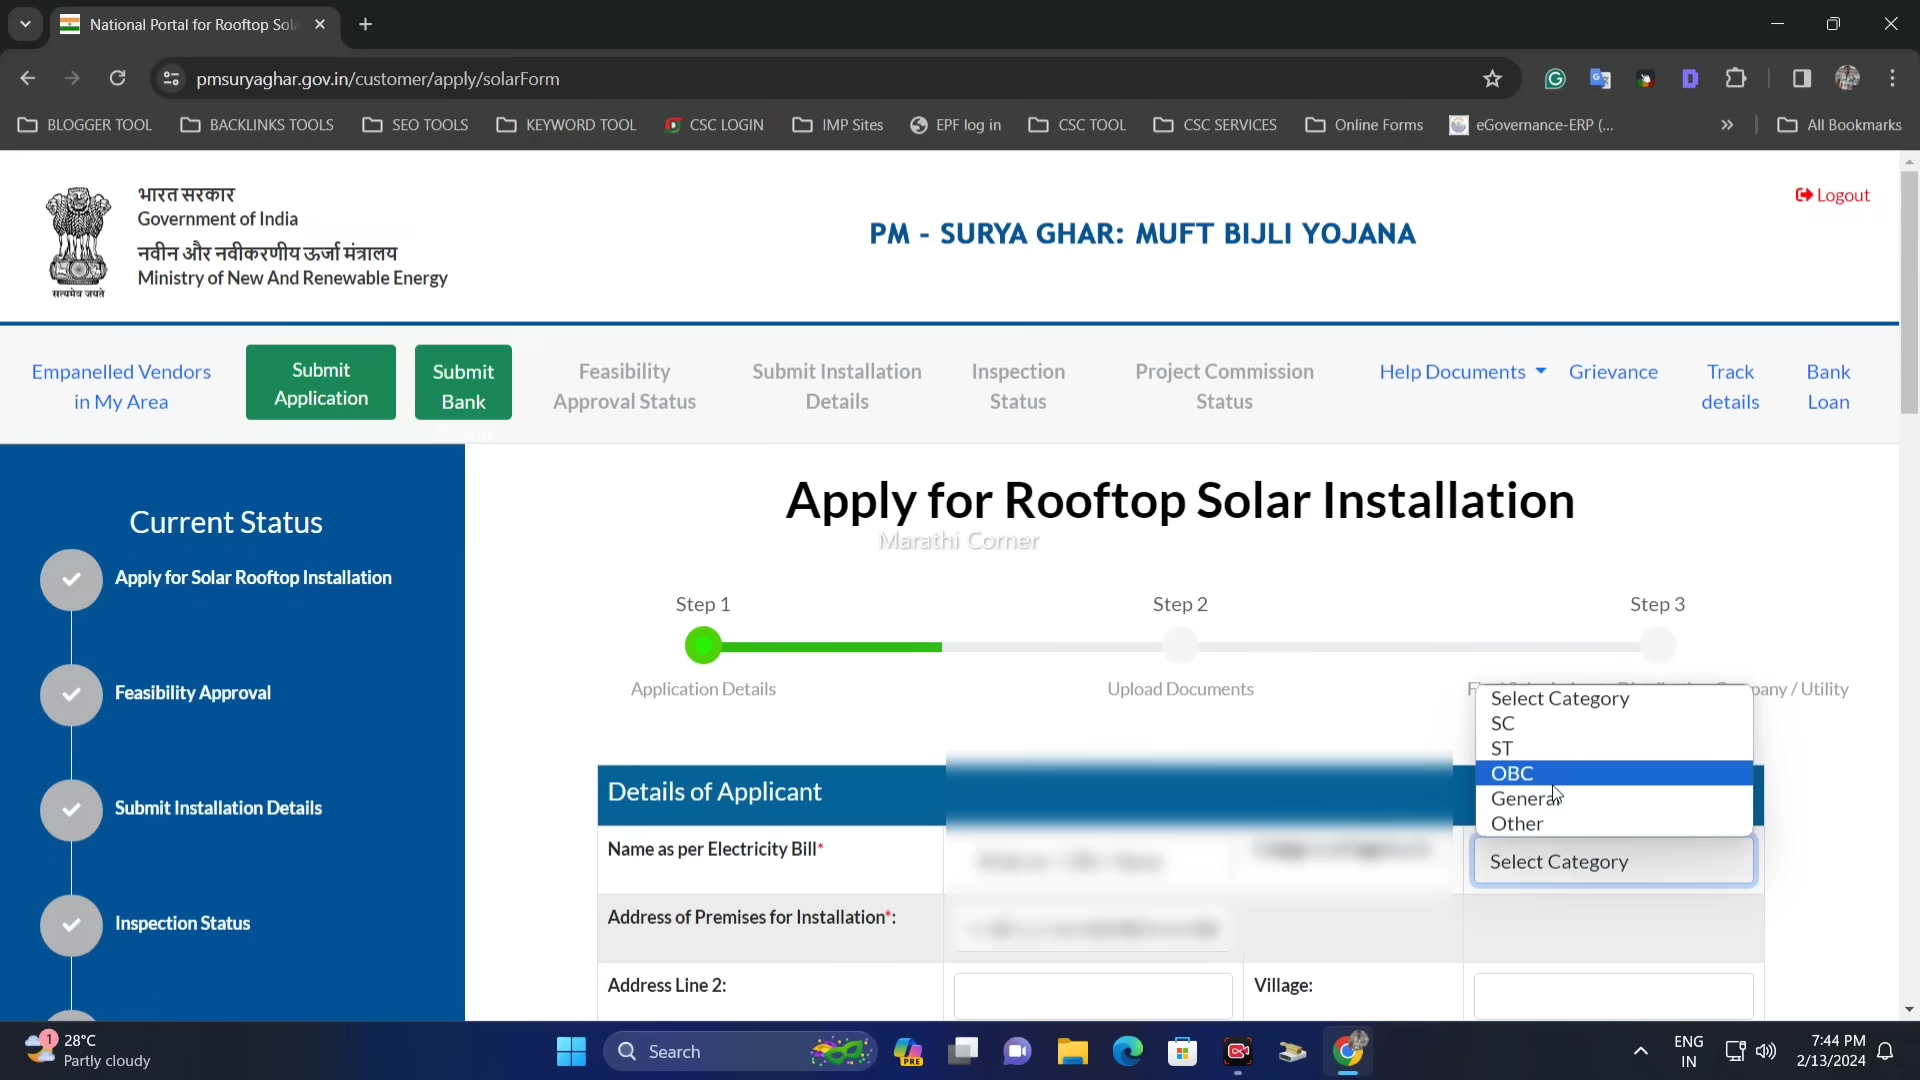 National Portal for Rooftop Sola
pmsuryaghar.gov.in/customer/apply/solarForm
BLOGGER TOOL
BACKLINKS TOOLS
SEO TOOLS
KEYWORD TOOL
CSC LOGIN
IMP Sites
EPF log in
CSC TOOL
CSC SERVICES
Online Forms
eGovernance-ERP (...
All Bookmarks
भारत सरकार
Government of India
नवीन और नवीकरणीय ऊर्जा मंत्रालय
Ministry of New And Renewable Energy
सत्यमेव जयते
PM - SURYA GHAR: MUFT BIJLI YOJANA
Logout
Empanelled Vendors
in My Area
Submit
Application
Submit
Bank
Feasibility
Approval Status
Submit Installation
Details
Inspection
Status
Project Commission
Status
Help Documents
Grievance
Track
details
Bank
Loan
Current Status
Apply for Solar Rooftop Installation
Feasibility Approval
Submit Installation Details
Inspection Status
Apply for Rooftop Solar Installation
Marathi Corner
Step 1
Step 2
Step 3
Application Details
Upload Documents
pany / Utility
Select Category
SC
ST
OBC
General
Other
Details of Applicant
Name as per Electricity Bill*
Select Category
Address of Premises for Installation*:
Address Line 2:
Village:
1
28°C
Partly cloudy
Search
PRE
ENG
IN
7:44 PM
2/13/2024